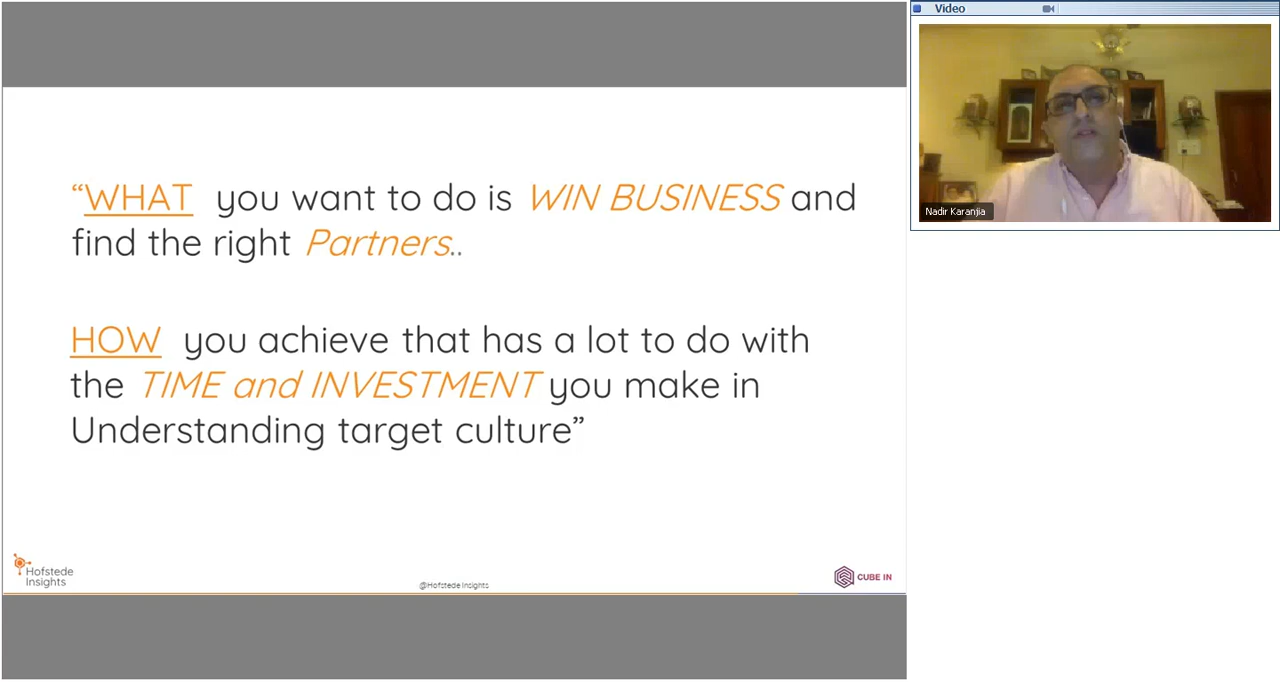 “WHAT you want to do is WIN BUSINESS and
find the right Partners..
HOW you achieve that has a lot to do with
the TIME and INVESTMENT you make in
Understanding target culture”
Hofstede
Insights
@Hofstede Insights
CUBE IN
Video
Nadir Karanjia